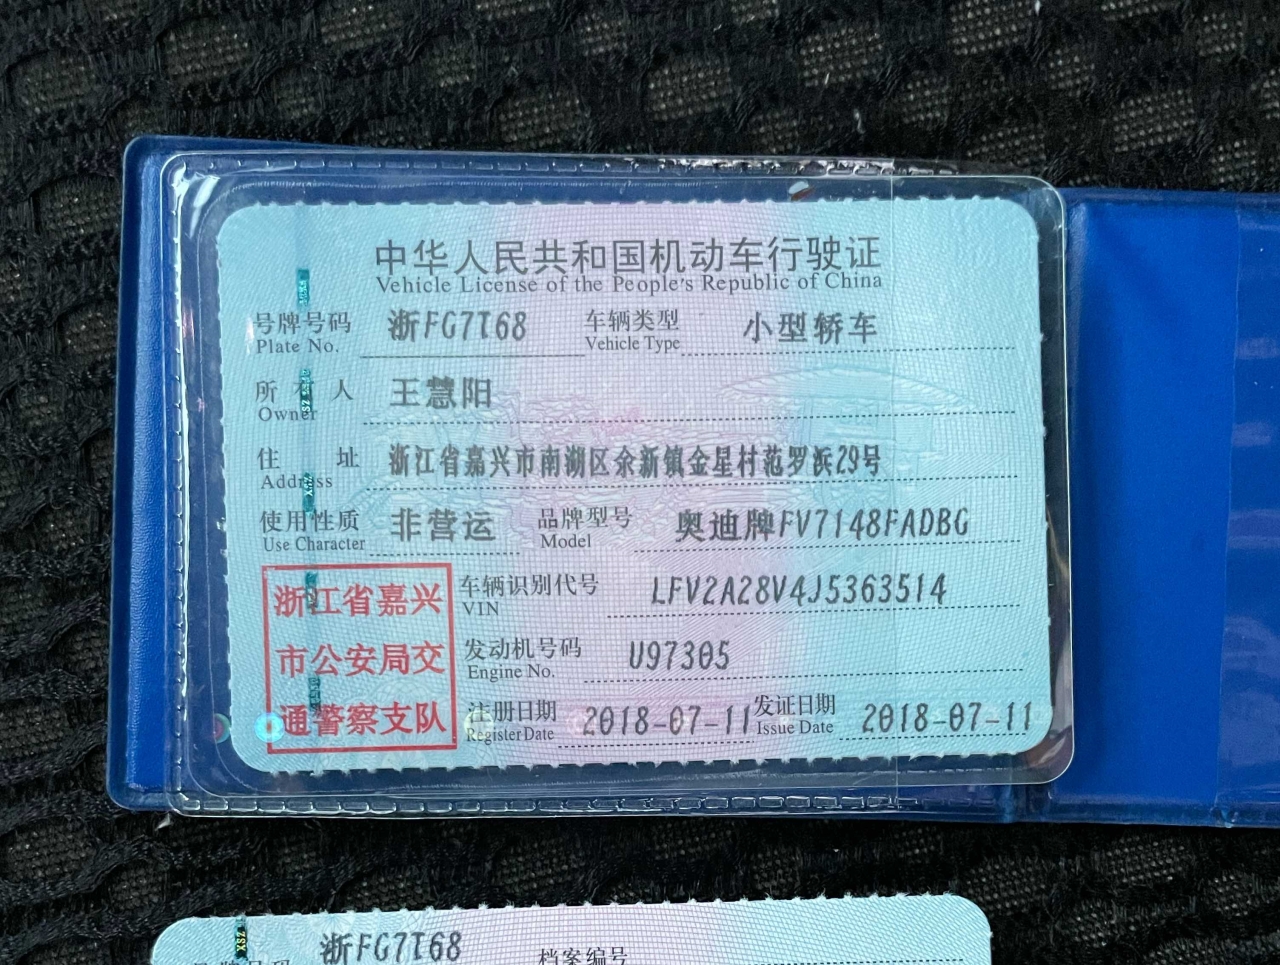 中华人民共和国机动车行驶证
Vehicle License of the People's Republic of China
号牌号码 浙FG7T68 车辆类型 小型轿车
Plate No. Vehicle Type
所有人 王慧阳
Owner
住址 浙江省嘉兴市南湖区余新镇金星村范罗浜29号
Address
使用性质 非营运 品牌型号 奥迪牌FV7148FADBG
Use Character Model
浙江省嘉兴
市公安局交
通警察支队
车辆识别代号 LFV2A28V4J5363514
VIN
发动机号码 U97305
Engine No.
注册日期 2018-07-11 发证日期 2018-07-11
Register Date Issue Date
浙FG7T68 档案编号